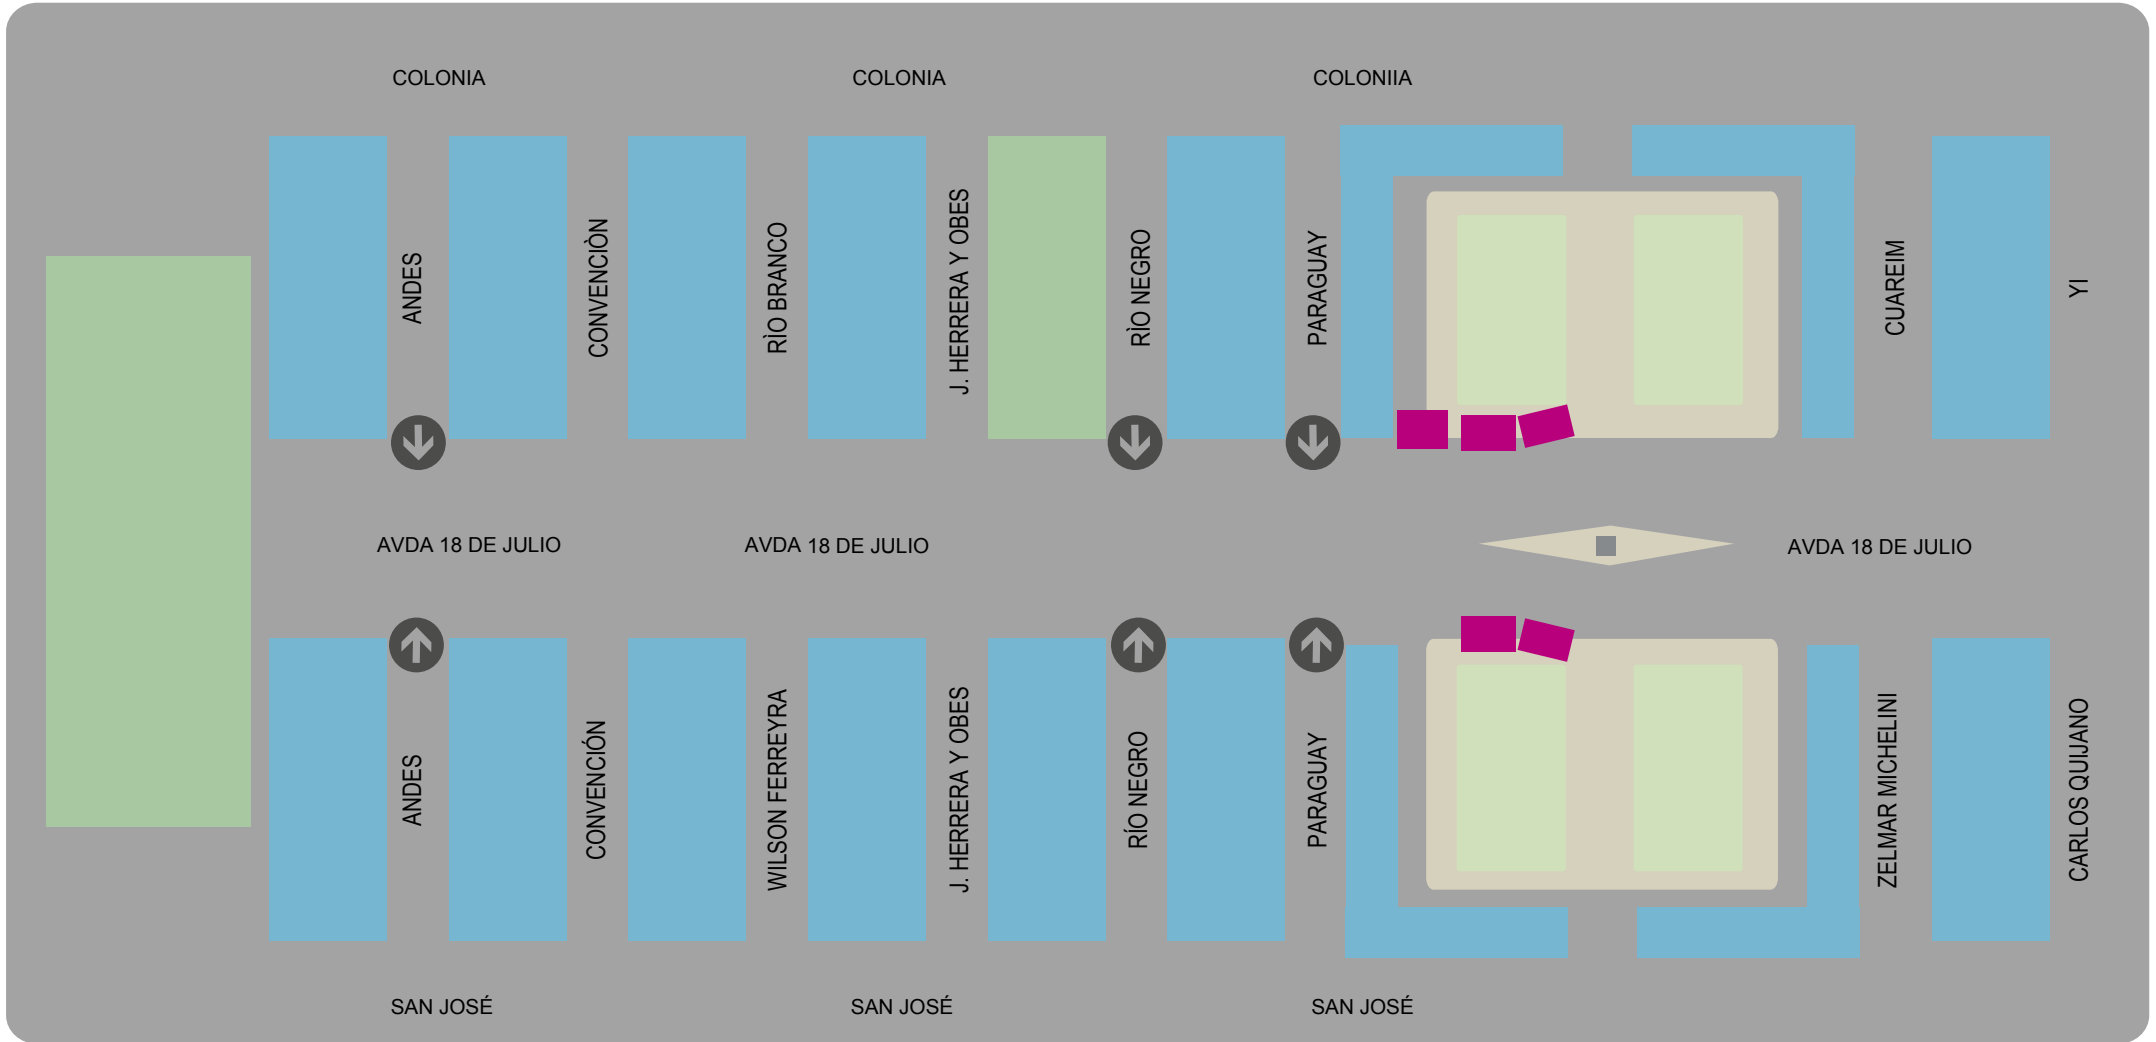 COLONIA
COLONIA
COLONIIA
ANDES
CONVENCIÒN
RÌO BRANCO
J. HERRERA Y OBES
RÌO NEGRO
PARAGUAY
CUAREIM
YI
AVDA 18 DE JULIO
AVDA 18 DE JULIO
AVDA 18 DE JULIO
ANDES
CONVENCIÓN
WILSON FERREYRA
J. HERRERA Y OBES
RÍO NEGRO
PARAGUAY
ZELMAR MICHELINI
CARLOS QUIJANO
SAN JOSÉ
SAN JOSÉ
SAN JOSÉ